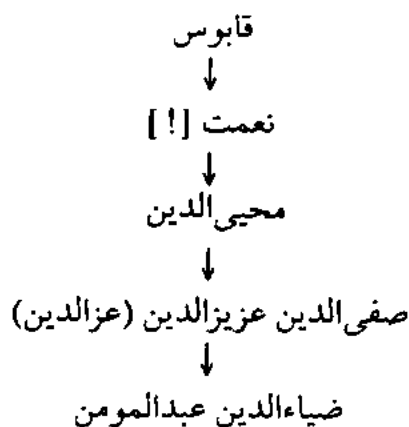 قابوس
↓
نعمت [!]
↓
محیی‌الدین
↓
صفی‌الدین عزیزالدین (عزالدین)
↓
ضیاءالدین عبدالمومن